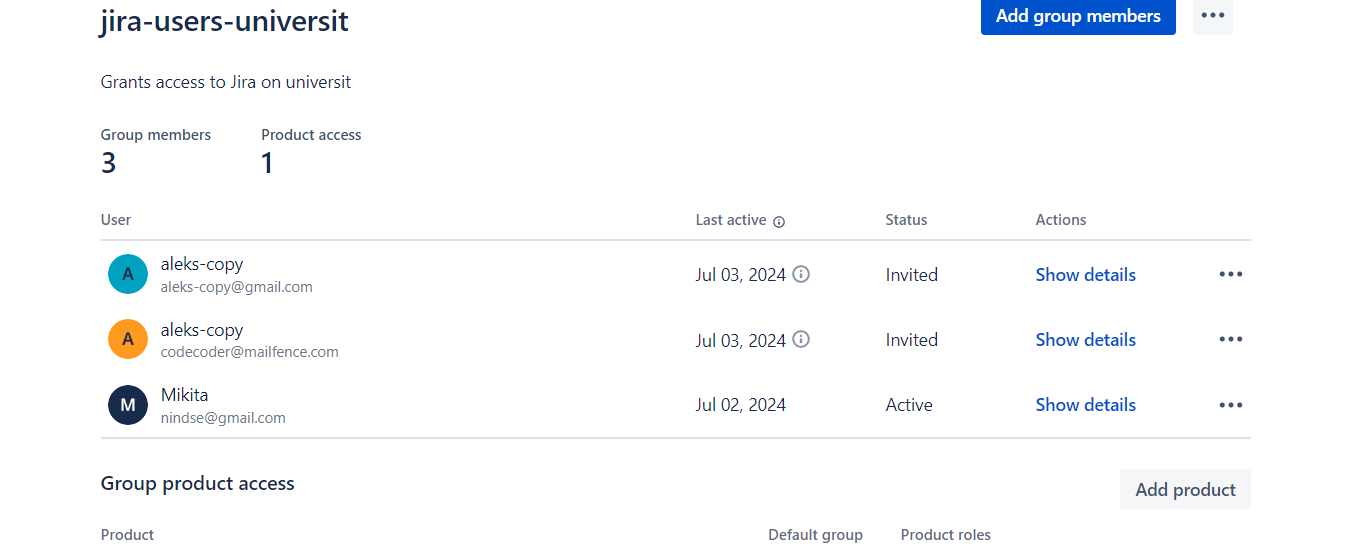 jira-users-universit
Add group members
Grants access to Jira on universit
Group members Product access
3 1
User Last active Status Actions
A aleks-copy
aleks-copy@gmail.com
Jul 03, 2024 Invited Show details
A aleks-copy
codecoder@mailfence.com
Jul 03, 2024 Invited Show details
M Mikita
nindse@gmail.com
Jul 02, 2024 Active Show details
Group product access
Add product
Product Default group Product roles